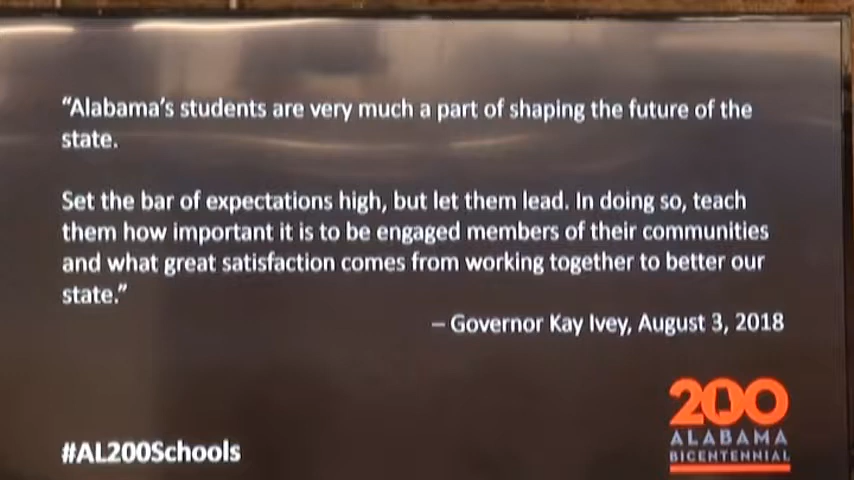 “Alabama’s students are very much a part of shaping the future of the
state.
Set the bar of expectations high, but let them lead. In doing so, teach
them how important it is to be engaged members of their communities
and what great satisfaction comes from working together to better our
state.”
– Governor Kay Ivey, August 3, 2018
#AL200Schools
200
ALABAMA
BICENTENNIAL